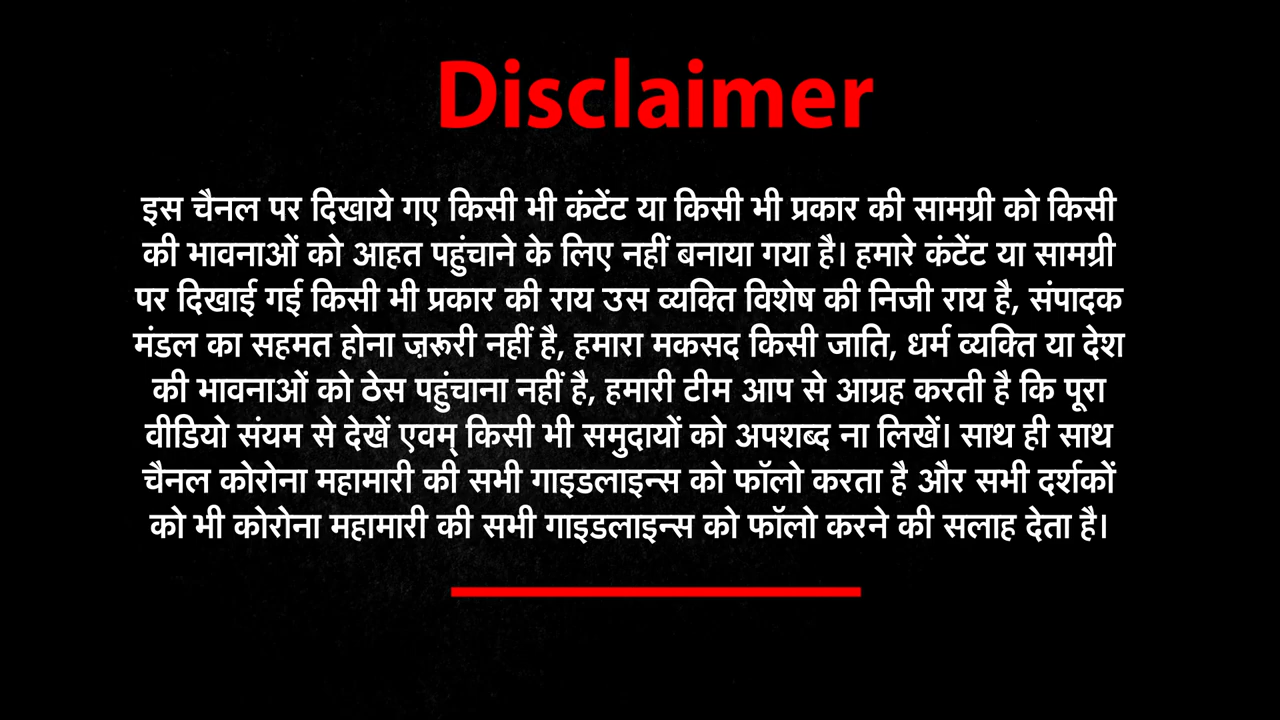 Disclaimer
इस चैनल पर दिखाये गए किसी भी कंटेंट या किसी भी प्रकार की सामग्री को किसी
की भावनाओं को आहत पहुंचाने के लिए नहीं बनाया गया है। हमारे कंटेंट या सामग्री
पर दिखाई गई किसी भी प्रकार की राय उस व्यक्ति विशेष की निजी राय है, संपादक
मंडल का सहमत होना ज़रूरी नहीं है, हमारा मकसद किसी जाति, धर्म व्यक्ति या देश
की भावनाओं को ठेस पहुंचाना नहीं है, हमारी टीम आप से आग्रह करती है कि पूरा
वीडियो संयम से देखें एवम् किसी भी समुदायों को अपशब्द ना लिखें। साथ ही साथ
चैनल कोरोना महामारी की सभी गाइडलाइन्स को फॉलो करता है और सभी दर्शकों
को भी कोरोना महामारी की सभी गाइडलाइन्स को फॉलो करने की सलाह देता है।